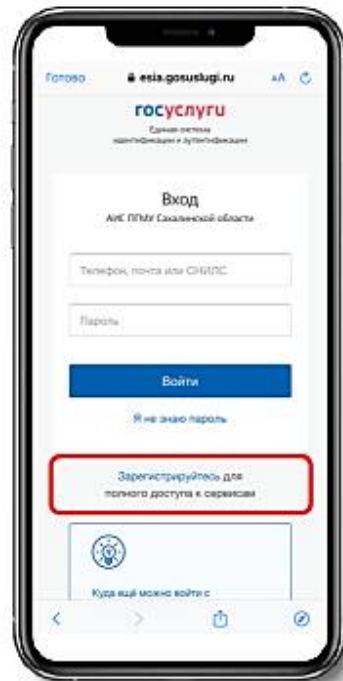 Готово
esia.gosuslugi.ru
AA
госуслуги
Единая система
идентификации и аутентификации
Вход
АИС ППМУ Сахалинской области
Телефон, почта или СНИЛС
Пароль
Войти
Я не знаю пароль
Зарегистрируйтесь для
полного доступа к сервисам
Куда ещё можно войти с